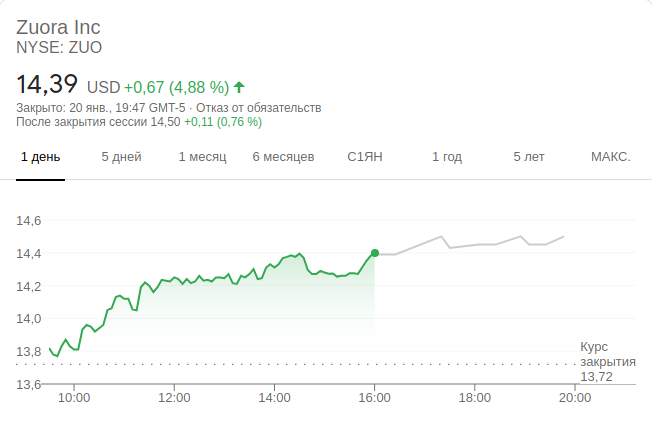 Zuora Inc
NYSE: ZUO
14,39 USD +0,67 (4,88 %)
Закрыто: 20 янв., 19:47 GMT-5 · Отказ от обязательств
После закрытия сессии 14,50 +0,11 (0,76 %)
1 день 5 дней 1 месяц 6 месяцев С1ЯН 1 год 5 лет МАКС.
14,6
14,4
14,2
14,0
13,8
13,6
Курс
закрытия
13,72
10:00 12:00 14:00 16:00 18:00 20:00